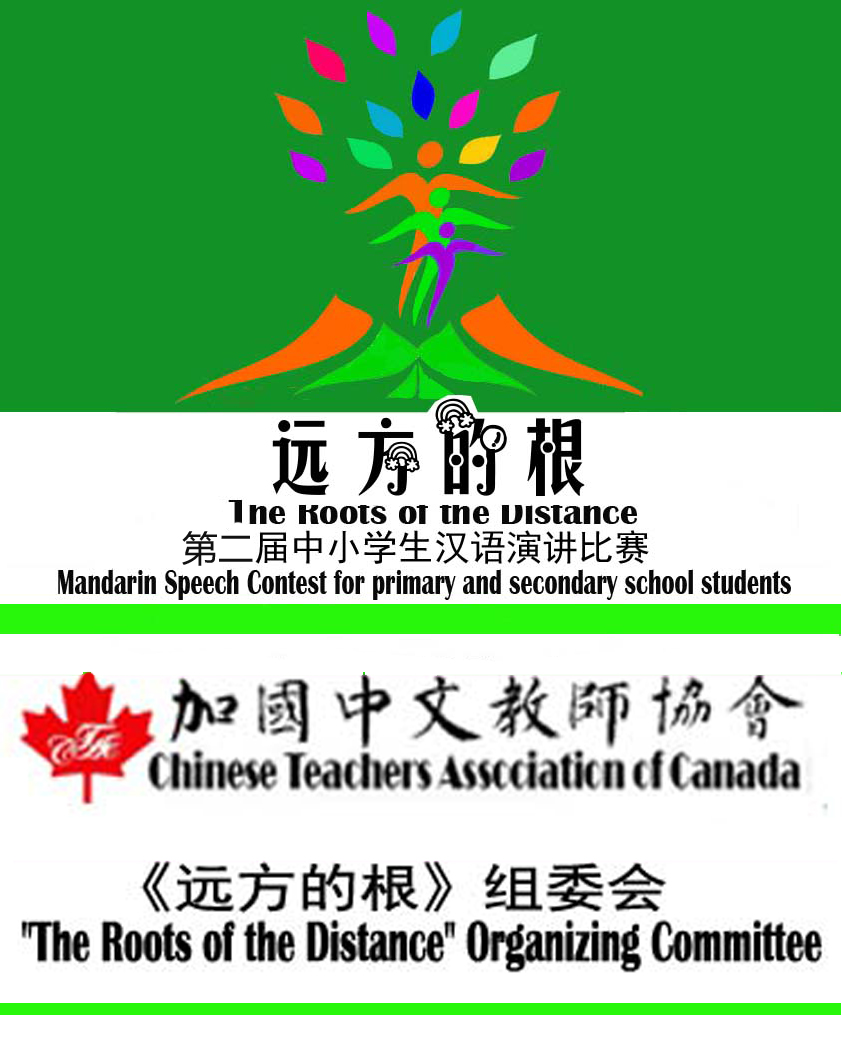 远方的根
The Roots of the Distance
第二届中小学生汉语演讲比赛
Mandarin Speech Contest for primary and secondary school students
加國中文教師協會
Chinese Teachers Association of Canada
《远方的根》组委会
"The Roots of the Distance" Organizing Committee